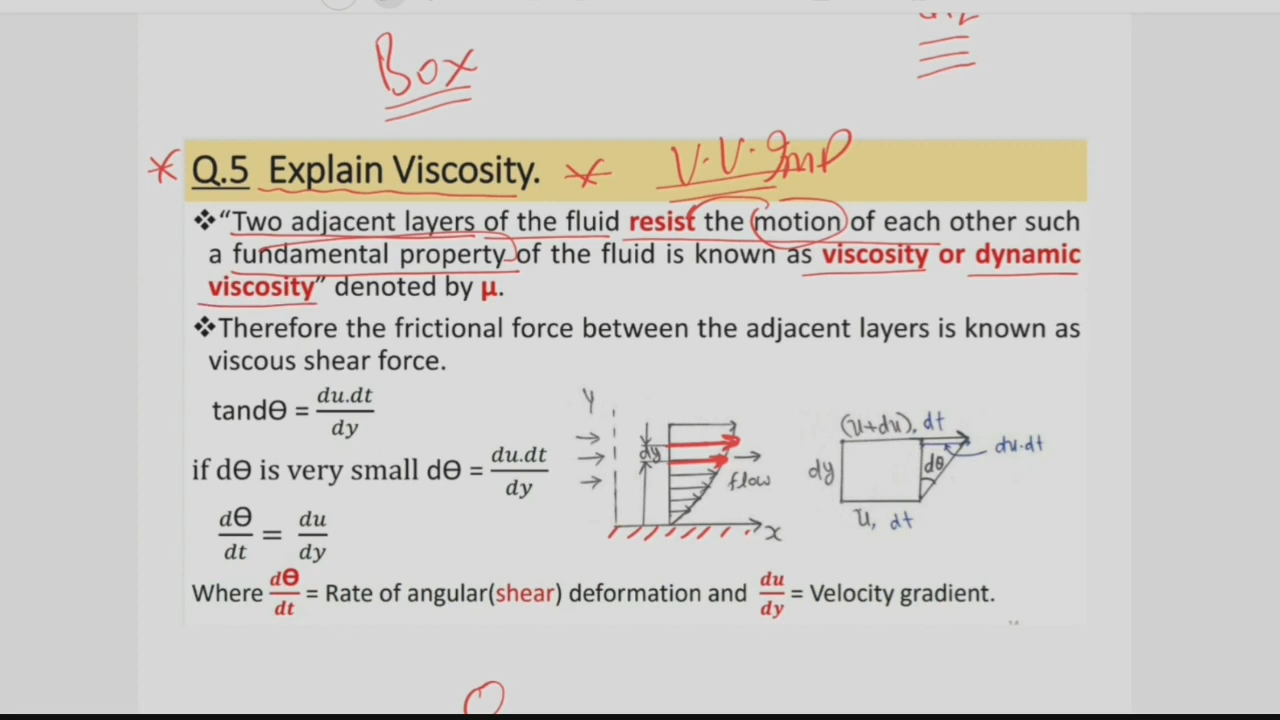 Box
Q.5 Explain Viscosity.
V.V.Imp
❖“Two adjacent layers of the fluid resist the motion of each other such
a fundamental property of the fluid is known as viscosity or dynamic
viscosity” denoted by μ.
❖Therefore the frictional force between the adjacent layers is known as
viscous shear force.
tandϴ = du.dt / dy
if dϴ is very small dϴ = du.dt / dy
dϴ / dt = du / dy
Y
dy
flow
x
(u+du), dt
du.dt
dy
dθ
u, dt
Where dϴ / dt = Rate of angular(shear) deformation and du / dy = Velocity gradient.